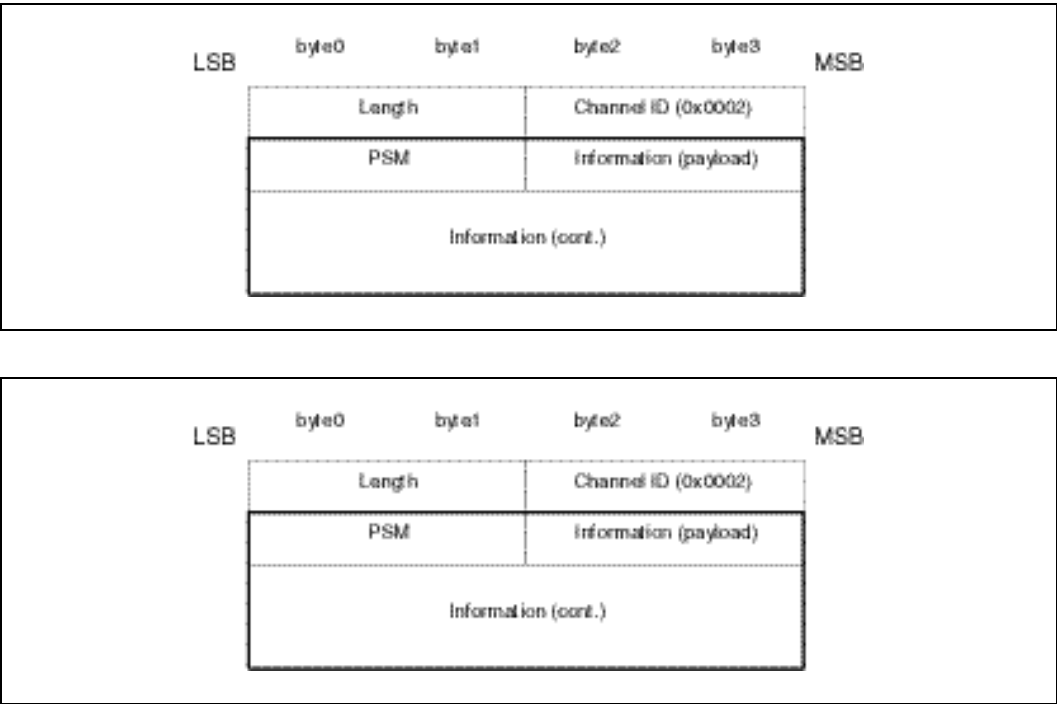 byte0 byte1 byte2 byte3
LSB MSB
Length Channel ID (0x0002)
PSM Information (payload)
Information (cont.)
byte0 byte1 byte2 byte3
LSB MSB
Length Channel ID (0x0002)
PSM Information (payload)
Information (cont.)